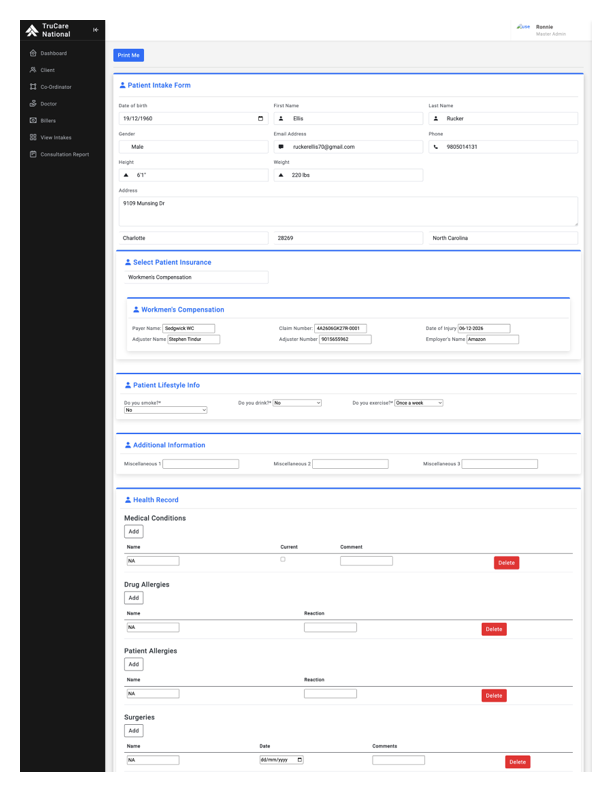 TruCare
National
Ronnie
Master Admin
Dashboard
Client
Co-Ordinator
Doctor
Billers
View Intakes
Consultation Report
Print Me
Patient Intake Form
Date of birth First Name Last Name
19/12/1960 Ellis Rucker
Gender Email Address Phone
Male ruckerellis70@gmail.com 9805014131
Height Weight
6'1" 220 lbs
Address
9109 Munsing Dr
Charlotte 28269 North Carolina
Select Patient Insurance
Workmen's Compensation
Workmen's Compensation
Payer Name: Sedgwick WC Claim Number: 4A2606GK27R-0001 Date of Injury 06-12-2026
Adjuster Name Stephen Tindur Adjuster Number 9015655962 Employer's Name Amazon
Patient Lifestyle Info
Do you smoke?* Do you drink?* No Do you exercise?* Once a week
No
Additional Information
Miscellaneous 1 Miscellaneous 2 Miscellaneous 3
Health Record
Medical Conditions
Add
Name Current Comment
NA Delete
Drug Allergies
Add
Name Reaction
NA Delete
Patient Allergies
Add
Name Reaction
NA Delete
Surgeries
Add
Name Date Comments
NA dd/mm/yyyy Delete